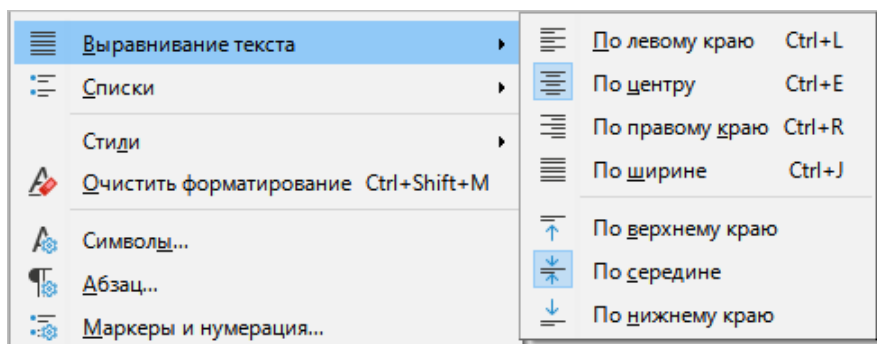 Выравнивание текста
Списки
Стили
Очистить форматирование Ctrl+Shift+M
Символы...
Абзац...
Маркеры и нумерация...
По левому краю Ctrl+L
По центру Ctrl+E
По правому краю Ctrl+R
По ширине Ctrl+J
По верхнему краю
По середине
По нижнему краю